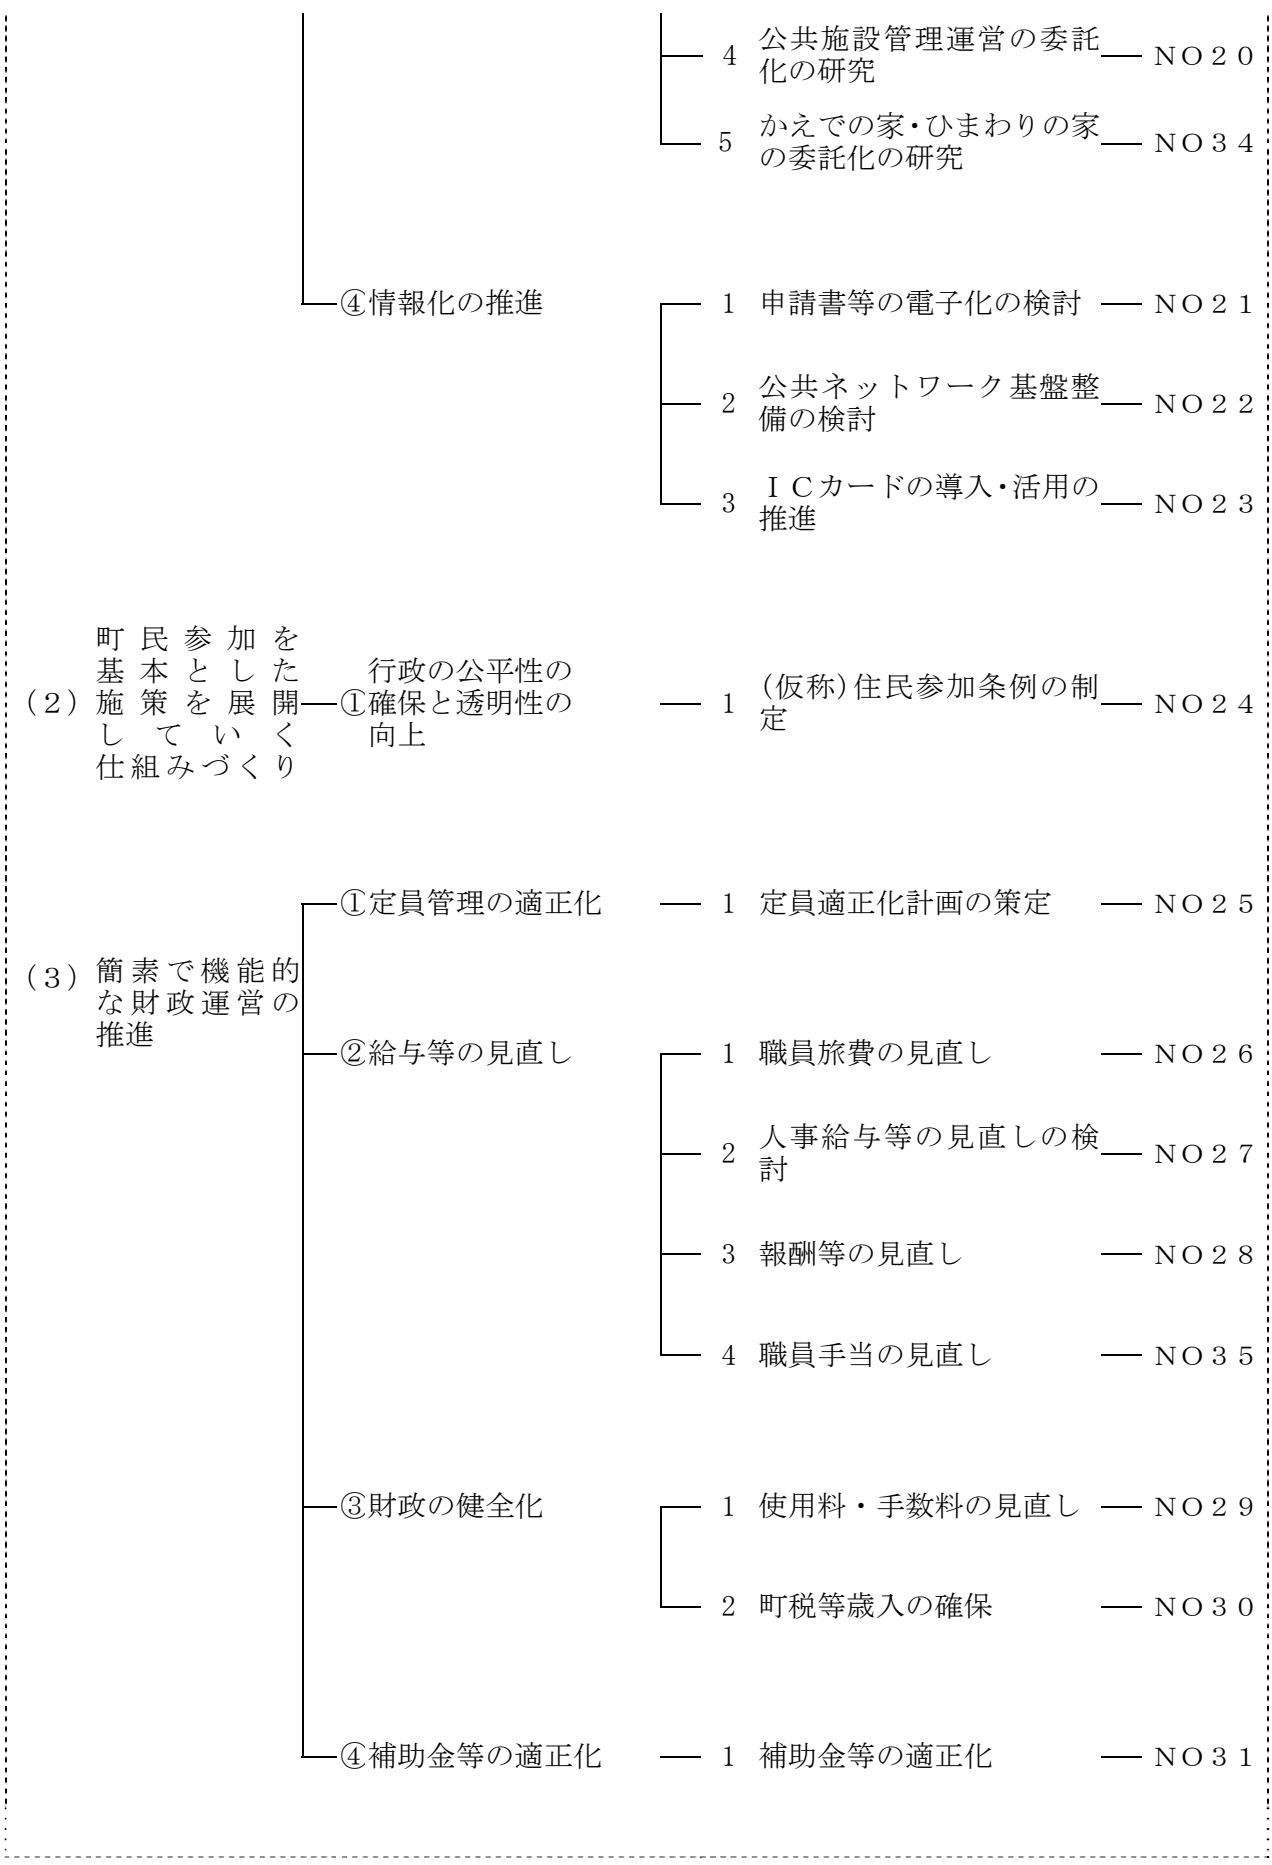 4 公共施設管理運営の委託
化の研究 NO20
5 かえでの家・ひまわりの家
の委託化の研究 NO34
④情報化の推進 1 申請書等の電子化の検討 NO21
2 公共ネットワーク基盤整
備の検討 NO22
3 ICカードの導入・活用の
推進 NO23
(2) 町民参加を
基本とした
施策を展開
していく
仕組みづくり
①行政の公平性の
確保と透明性の
向上
1 (仮称)住民参加条例の制
定 NO24
(3) 簡素で機能的
な財政運営の
推進
①定員管理の適正化 1 定員適正化計画の策定 NO25
②給与等の見直し 1 職員旅費の見直し NO26
2 人事給与等の見直しの検
討 NO27
3 報酬等の見直し NO28
4 職員手当の見直し NO35
③財政の健全化 1 使用料・手数料の見直し NO29
2 町税等歳入の確保 NO30
④補助金等の適正化 1 補助金等の適正化 NO31